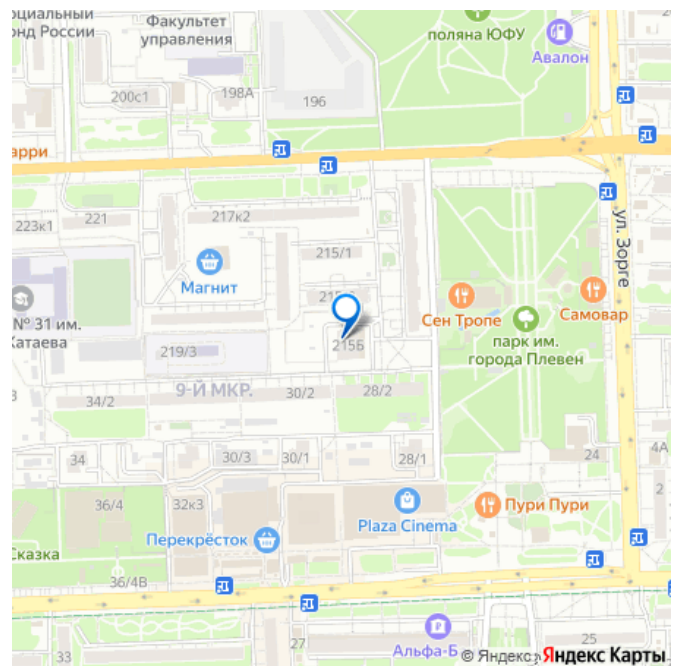 оциальный
онд России
Факультет
управления
поляна ЮФУ
Авалон
198А
200с1
196
арри
217к2
221
223к1
215/1
Магнит
ул. Зорге
Сен Тропе
Самовар
№ 31 им.
Катаева
парк им.
города Плевен
219/3
215Б
9-Й МКР.
34/2
30/2
28/2
34
30/3
30/1
28/1
24
4А
2
36/4
32к3
Plaza Cinema
Пури Пури
Перекрёсток
Сказка
36/4В
33
27
Альфа-Б
25
© Яндекс Яндекс Карты